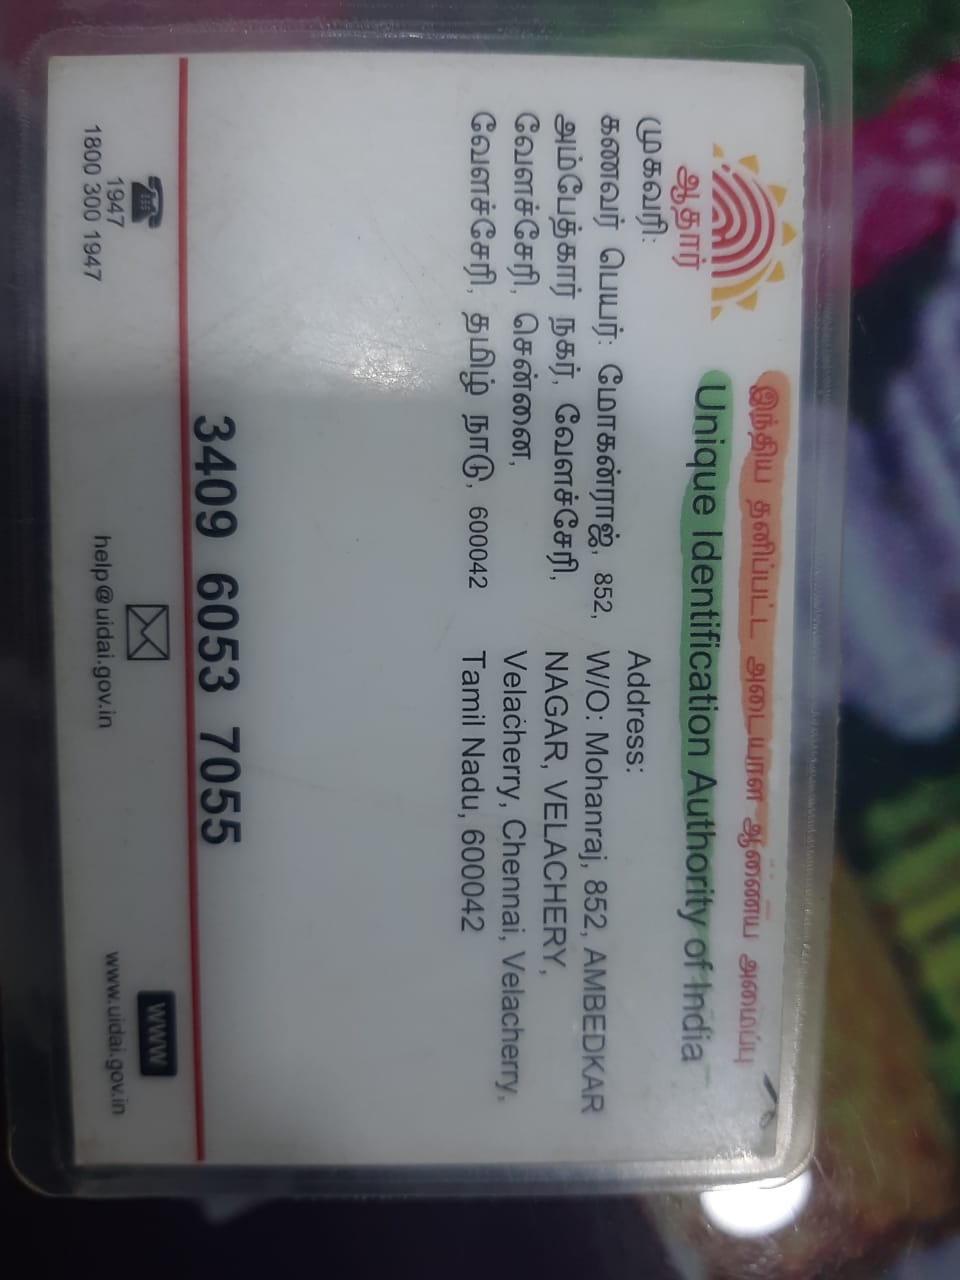 இந்திய தனிப்பட்ட அடையாள ஆணைய அமைப்பு
Unique Identification Authority of India
ஆதார்
முகவரி:
கணவர் பெயர்: மோகன்ராஜ், 852,
அம்பேத்கார் நகர், வேளச்சேரி,
வேளச்சேரி, சென்னை,
வேளச்சேரி, தமிழ் நாடு, 600042
Address:
W/O: Mohanraj, 852, AMBEDKAR
NAGAR, VELACHERY,
Velacherry, Chennai, Velacherry,
Tamil Nadu, 600042
3409 6053 7055
1947
1800 300 1947
help@uidai.gov.in
WWW
www.uidai.gov.in